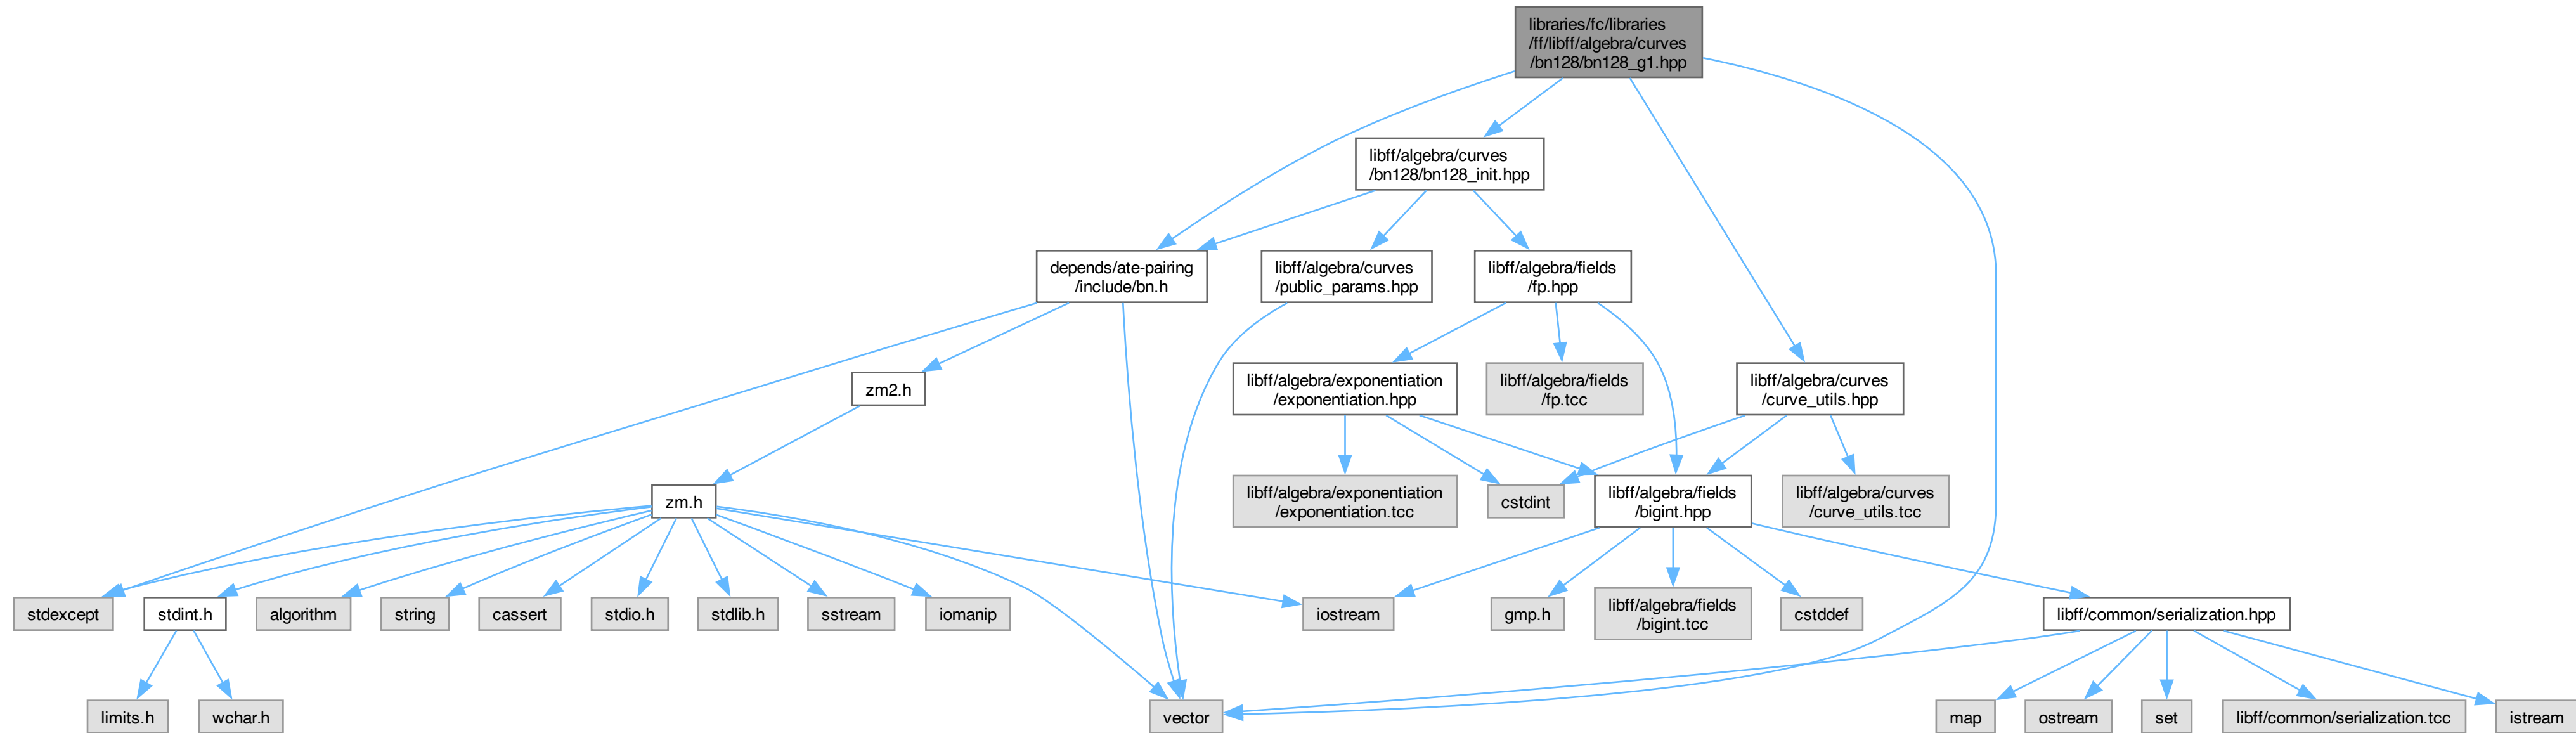 libraries/fc/libraries
/ff/libff/algebra/curves
/bn128/bn128_g1.hpp
libff/algebra/curves
/bn128/bn128_init.hpp
depends/ate-pairing
/include/bn.h
libff/algebra/curves
/public_params.hpp
libff/algebra/fields
/fp.hpp
zm2.h
libff/algebra/exponentiation
/exponentiation.hpp
libff/algebra/fields
/fp.tcc
libff/algebra/curves
/curve_utils.hpp
zm.h
libff/algebra/exponentiation
/exponentiation.tcc
cstdint
libff/algebra/fields
/bigint.hpp
libff/algebra/curves
/curve_utils.tcc
stdexcept
stdint.h
algorithm
string
cassert
stdio.h
stdlib.h
sstream
iomanip
iostream
gmp.h
libff/algebra/fields
/bigint.tcc
cstddef
libff/common/serialization.hpp
limits.h
wchar.h
vector
map
ostream
set
libff/common/serialization.tcc
istream